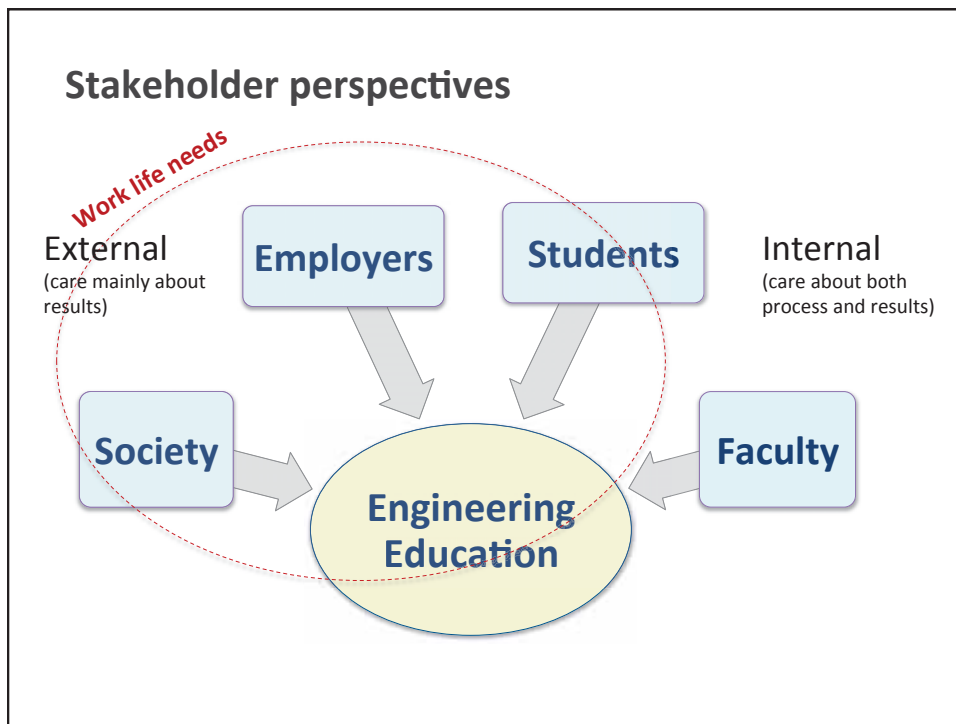 Stakeholder perspectives
Work life needs
External
(care mainly about
results)
Employers
Students
Internal
(care about both
process and results)
Society
Faculty
Engineering
Education